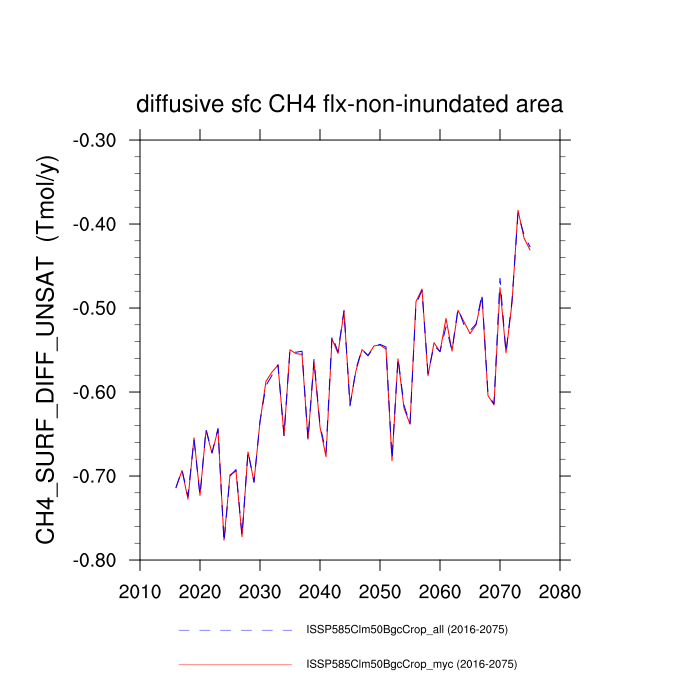 diffusive sfc CH4 flx-non-inundated area
CH4_SURF_DIFF_UNSAT (Tmol/y)
-0.30
-0.40
-0.50
-0.60
-0.70
-0.80
2010 2020 2030 2040 2050 2060 2070 2080
ISSP585Clm50BgcCrop_all (2016-2075)
ISSP585Clm50BgcCrop_myc (2016-2075)